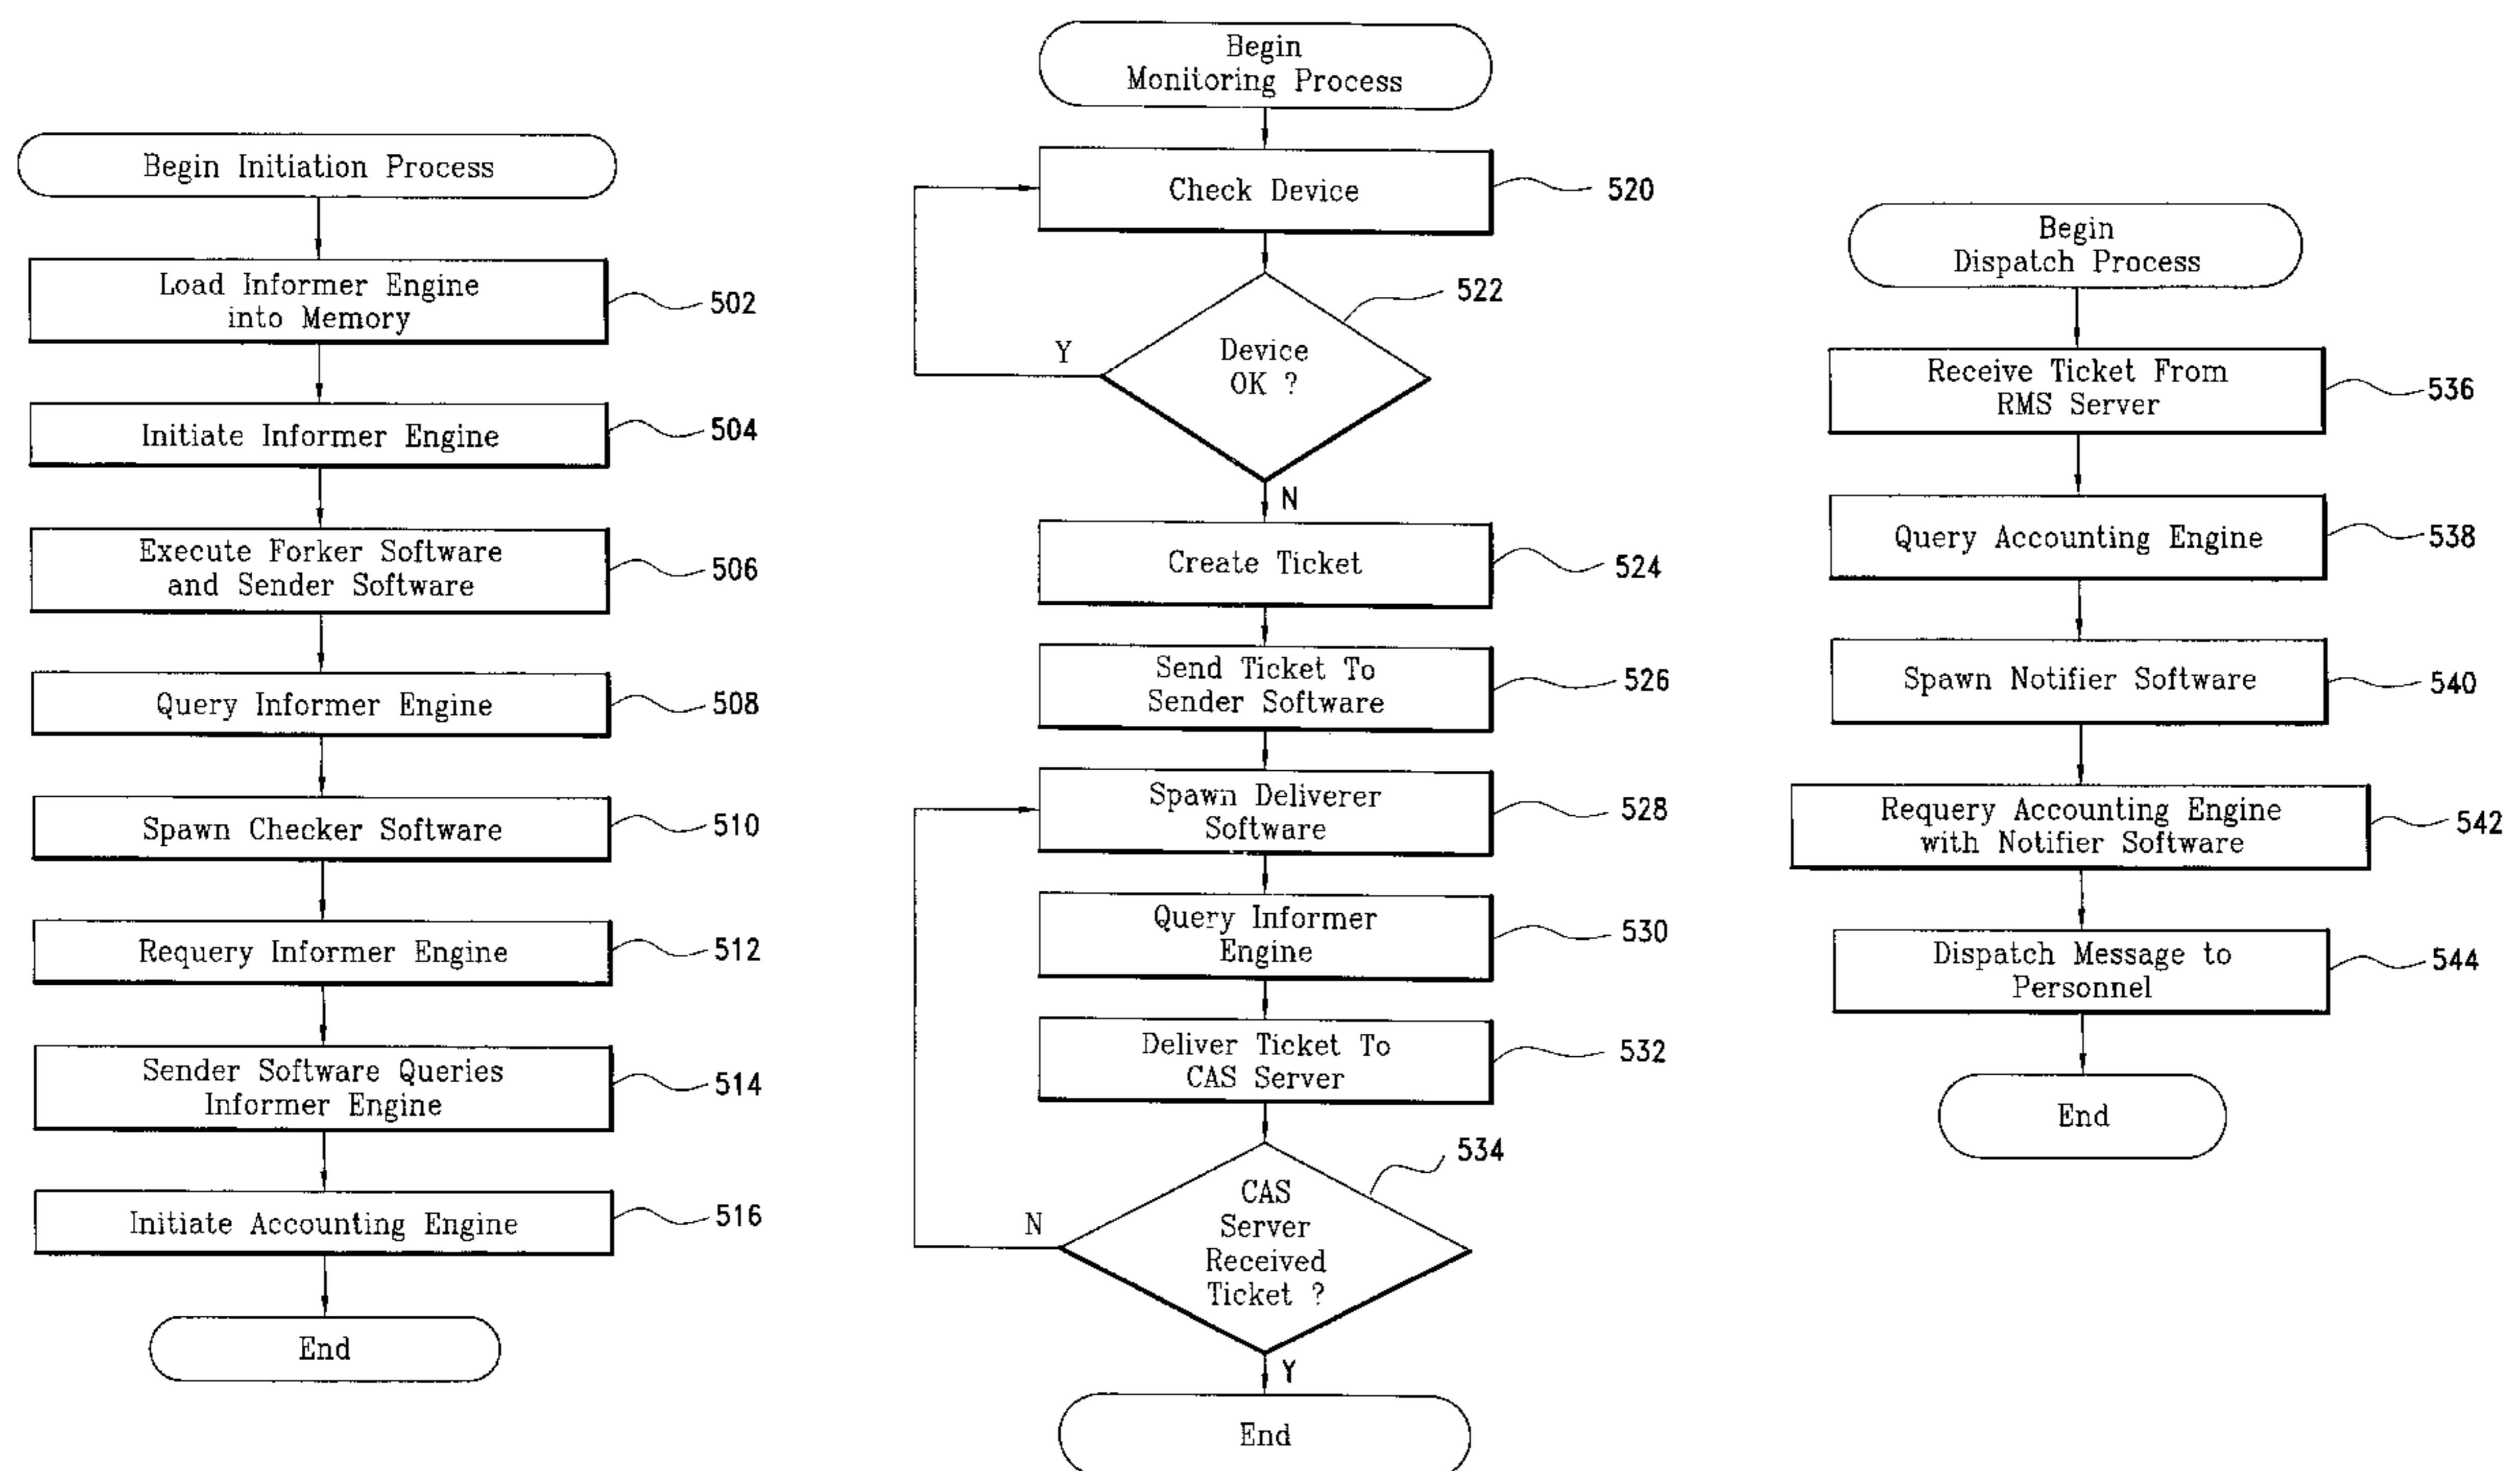 Begin Initiation Process
Load Informer Engine
into Memory
502
Initiate Informer Engine
504
Execute Forker Software
and Sender Software
506
Query Informer Engine
508
Spawn Checker Software
510
Requery Informer Engine
512
Sender Software Queries
Informer Engine
514
Initiate Accounting Engine
516
End
Begin
Monitoring Process
Check Device
520
Device
OK ?
522
Y
N
Create Ticket
524
Send Ticket To
Sender Software
526
Spawn Deliverer
Software
528
Query Informer
Engine
530
Deliver Ticket To
CAS Server
532
CAS
Server
Received
Ticket ?
534
N
Y
End
Begin
Dispatch Process
Receive Ticket From
RMS Server
536
Query Accounting Engine
538
Spawn Notifier Software
540
Requery Accounting Engine
with Notifier Software
542
Dispatch Message to
Personnel
544
End